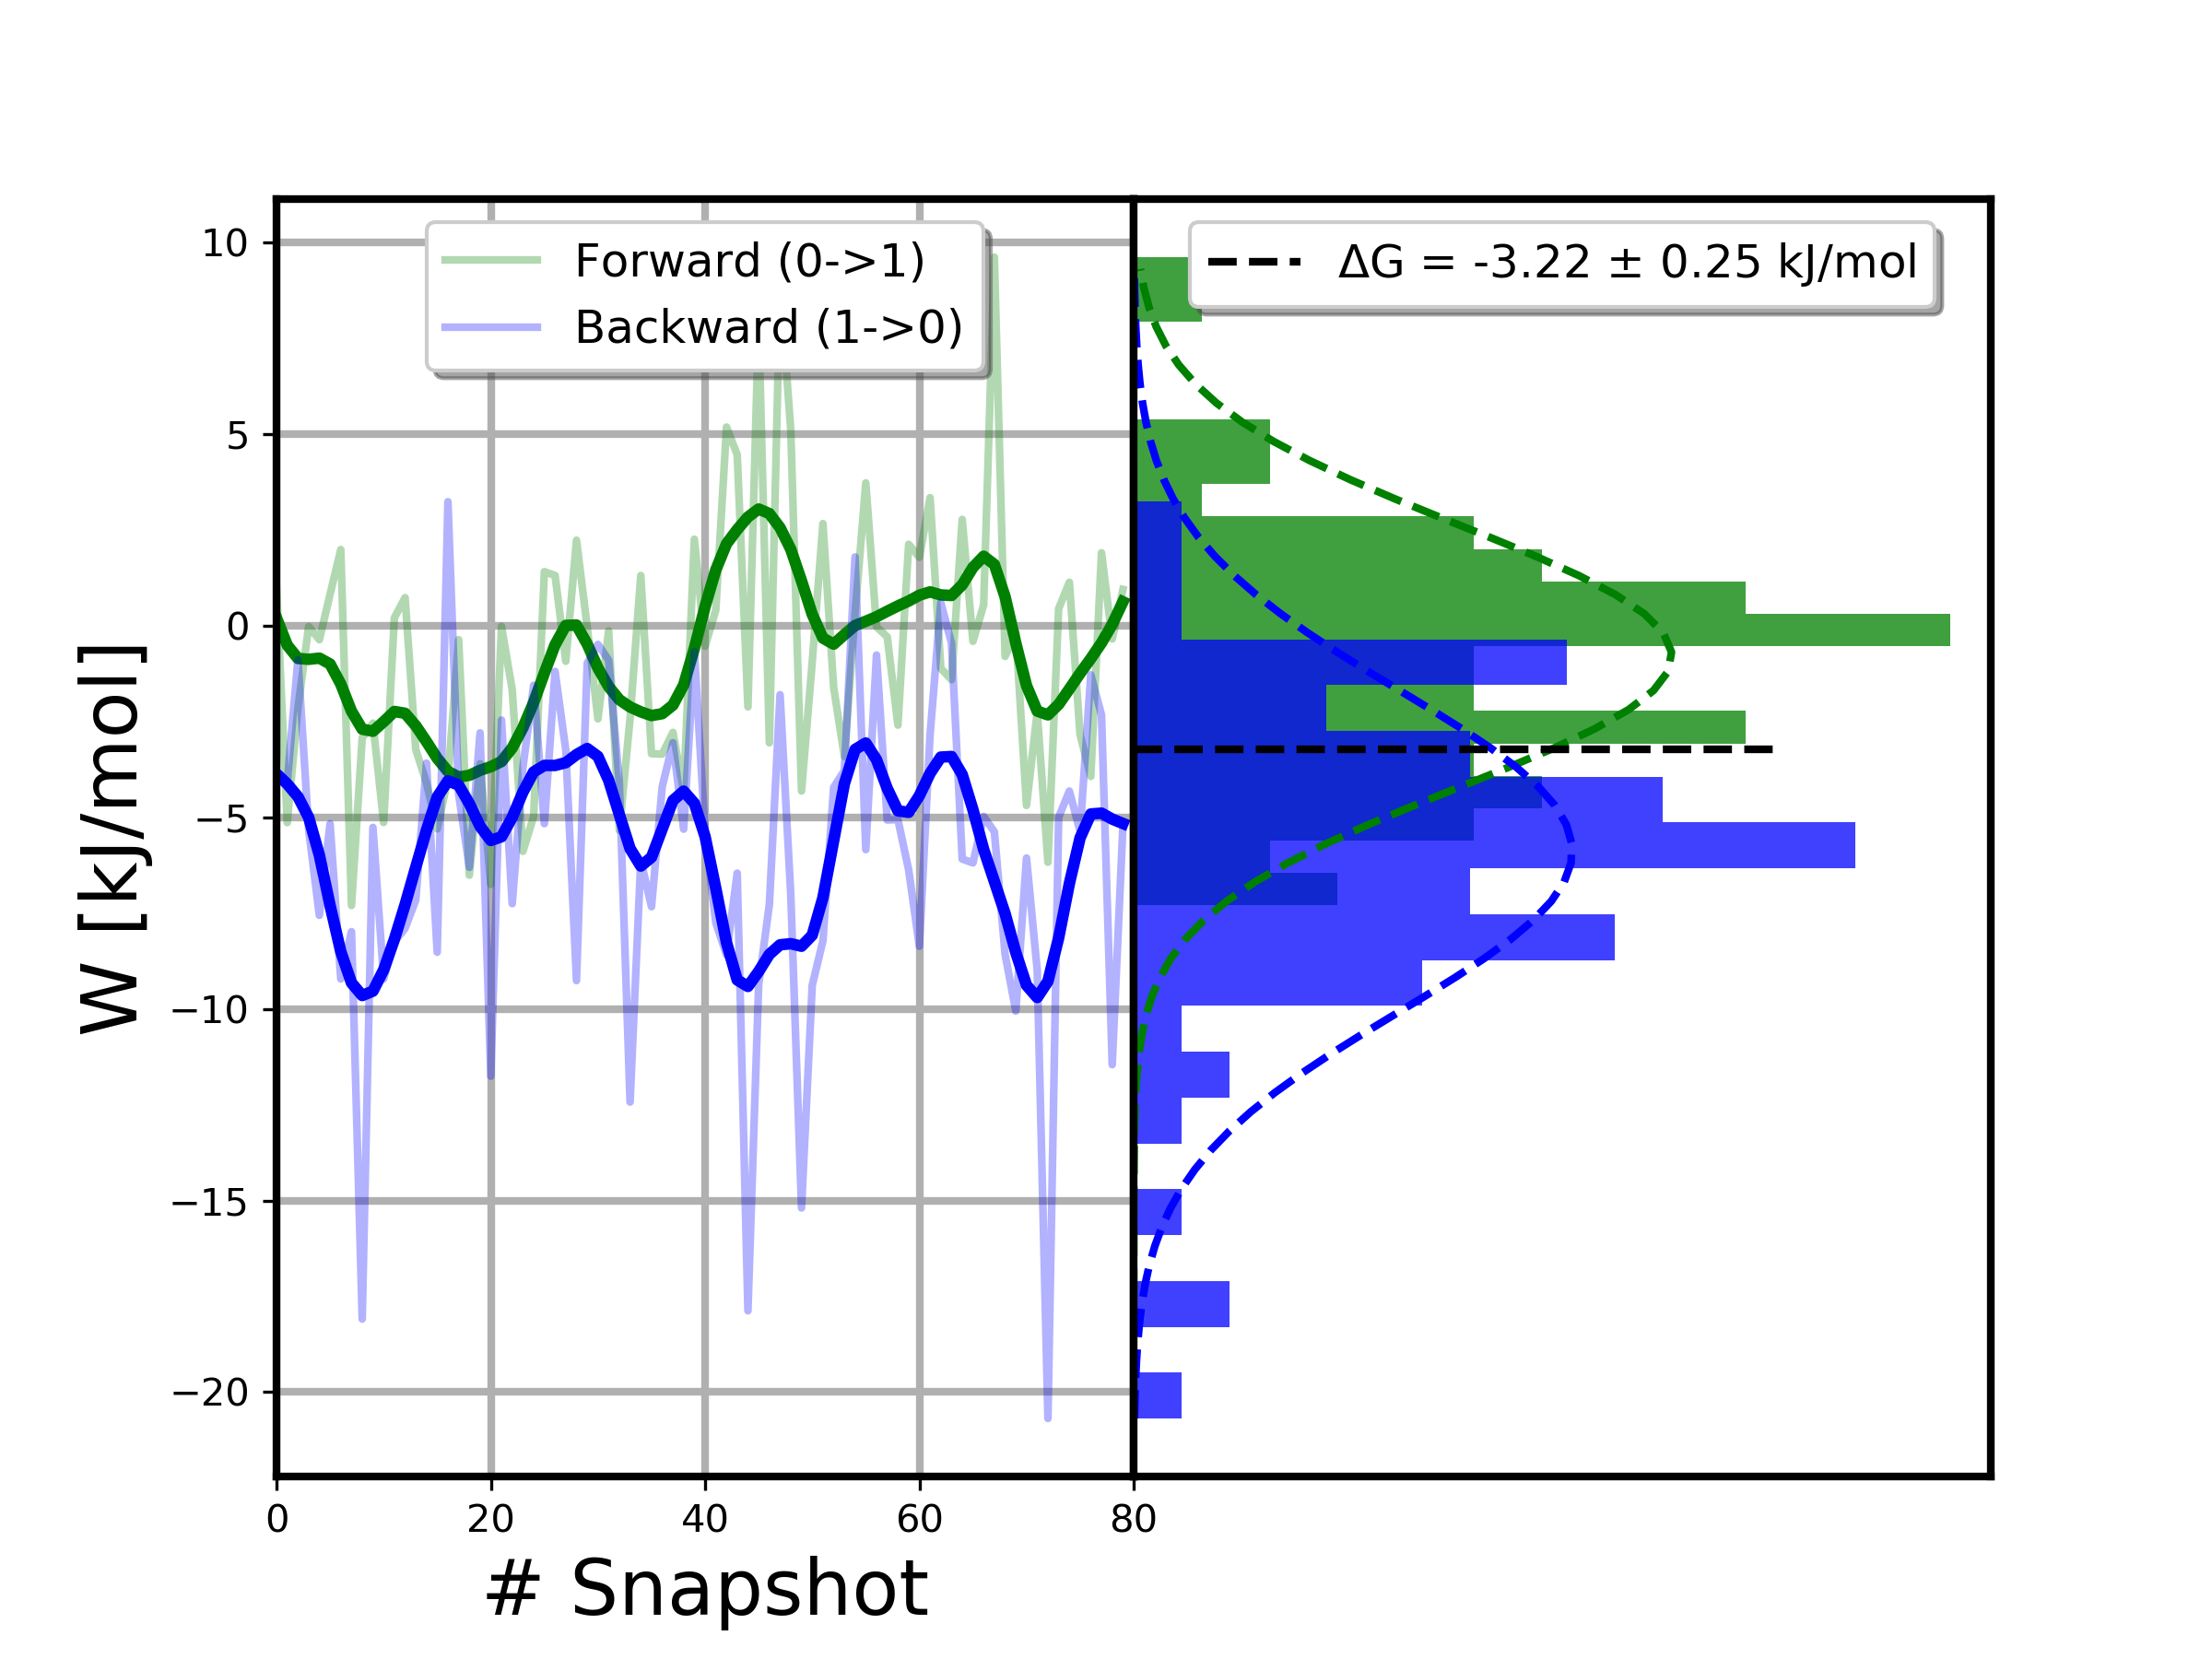 Forward (0->1)
Backward (1->0)
ΔG = -3.22 ± 0.25 kJ/mol
W [kJ/mol]
10
5
0
−5
−10
−15
−20
0 20 40 60 80
# Snapshot